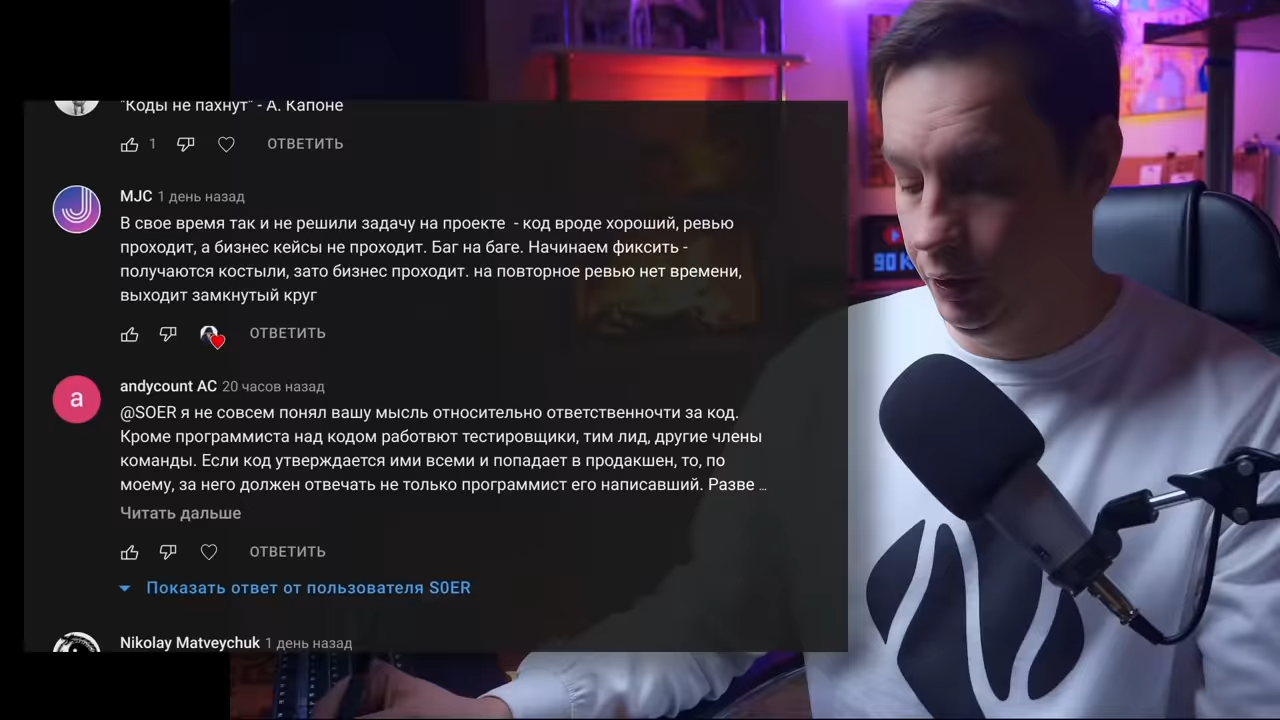 "Коды не пахнут" - А. Капоне
1 ОТВЕТИТЬ
MJC 1 день назад
В свое время так и не решили задачу на проекте - код вроде хороший, ревью
проходит, а бизнес кейсы не проходит. Баг на баге. Начинаем фиксить -
получаются костыли, зато бизнес проходит. на повторное ревью нет времени,
выходит замкнутый круг
ОТВЕТИТЬ
a
andycount AC 20 часов назад
@SOER я не совсем понял вашу мысль относительно ответственночти за код.
Кроме программиста над кодом работвют тестировщики, тим лид, другие члены
команды. Если код утверждается ими всеми и попадает в продакшен, то, по
моему, за него должен отвечать не только программист его написавший. Разве ...
Читать дальше
ОТВЕТИТЬ
Показать ответ от пользователя S0ER
Nikolay Matveychuk 1 день назад
90K